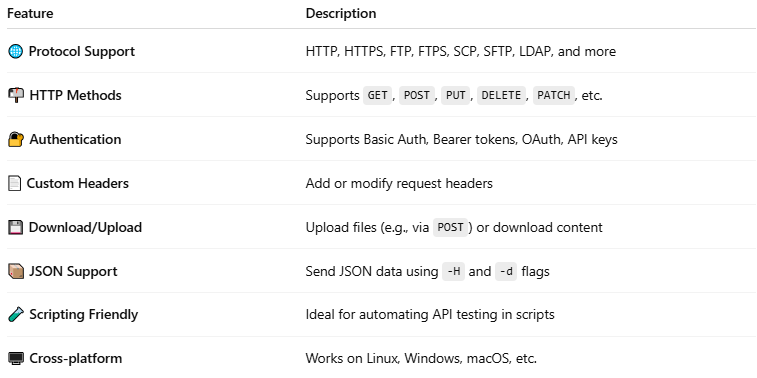 Feature Description
🌐 Protocol Support HTTP, HTTPS, FTP, FTPS, SCP, SFTP, LDAP, and more
📬 HTTP Methods Supports GET, POST, PUT, DELETE, PATCH, etc.
🔐 Authentication Supports Basic Auth, Bearer tokens, OAuth, API keys
📄 Custom Headers Add or modify request headers
💾 Download/Upload Upload files (e.g., via POST) or download content
📦 JSON Support Send JSON data using -H and -d flags
🧪 Scripting Friendly Ideal for automating API testing in scripts
🖥️ Cross-platform Works on Linux, Windows, macOS, etc.